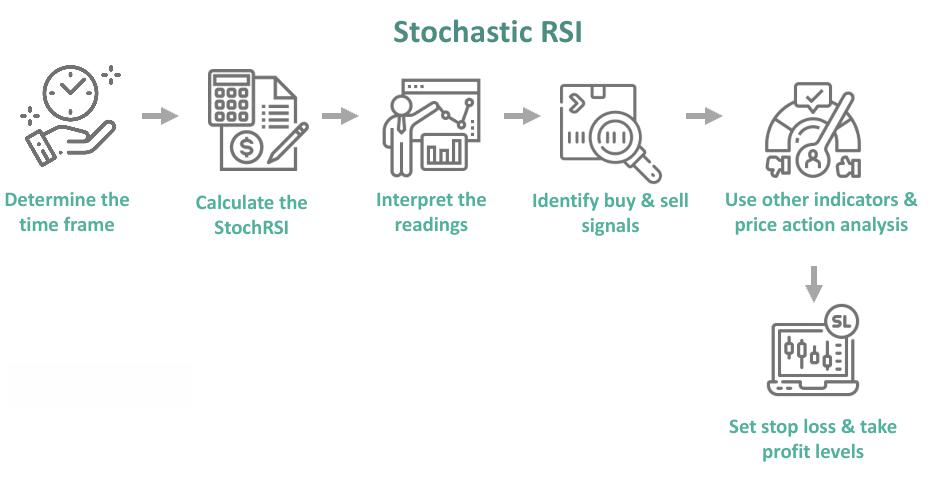 Stochastic RSI
Determine the
time frame
Calculate the
StochRSI
Interpret the
readings
Identify buy & sell
signals
Use other indicators &
price action analysis
SL
Set stop loss & take
profit levels